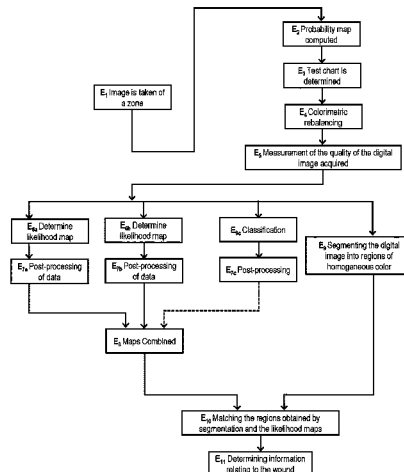 E2 Probability map
computed
E1 Image is taken of
a zone
E3 Test chart is
determined
E4 Colorimetric
rebalancing
E5 Measurement of the quality of the digital
image acquired
E6a Determine
likelihood map
E6b Determine
likelihood map
E6c Classification
E9 Segmenting the digital
image into regions of
homogeneous color
E7a Post-processing
of data
E7b Post-processing
of data
E7c Post-processing
E8 Maps Combined
E10 Matching the regions obtained by
segmentation and the likelihood maps
E11 Determining information
relating to the wound